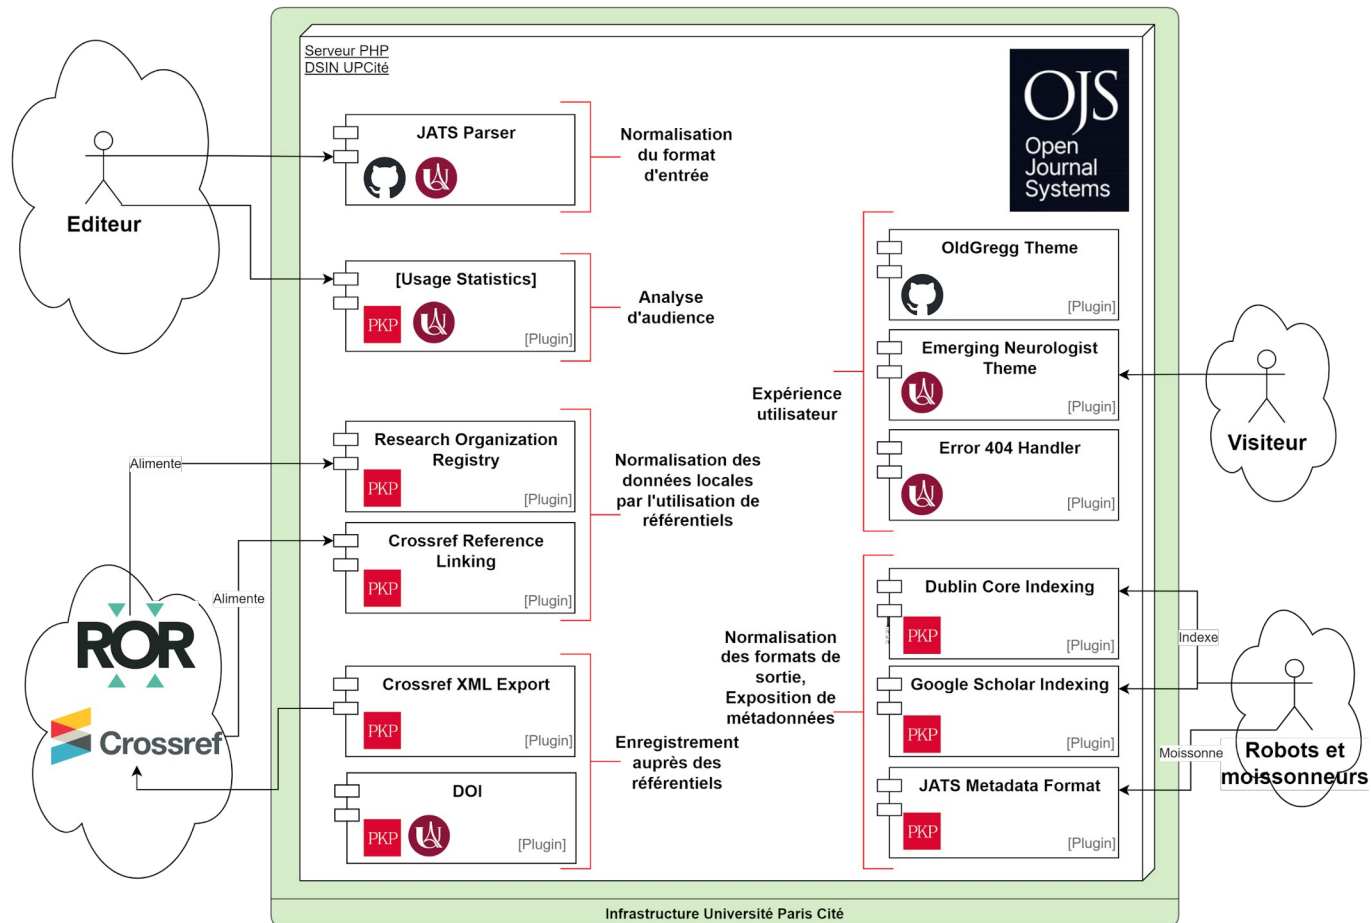 Serveur PHP
DSIN UPCité
OJS
Open
Journal
Systems
Editeur
JATS Parser
Normalisation
du format
d'entrée
[Usage Statistics]
PKP
[Plugin]
Analyse
d'audience
Research Organization
Registry
PKP
[Plugin]
Crossref Reference
Linking
PKP
[Plugin]
Normalisation des
données locales
par l'utilisation de
référentiels
Alimente
Alimente
ROR
Crossref
Crossref XML Export
PKP
[Plugin]
DOI
PKP
[Plugin]
Enregistrement
auprès des
référentiels
OldGregg Theme
[Plugin]
Emerging Neurologist
Theme
[Plugin]
Error 404 Handler
[Plugin]
Expérience
utilisateur
Visiteur
Dublin Core Indexing
PKP
[Plugin]
Google Scholar Indexing
PKP
[Plugin]
JATS Metadata Format
PKP
[Plugin]
Normalisation
des formats de
sortie,
Exposition de
métadonnées
Indexe
Moissonne
Robots et
moissonneurs
Infrastructure Université Paris Cité